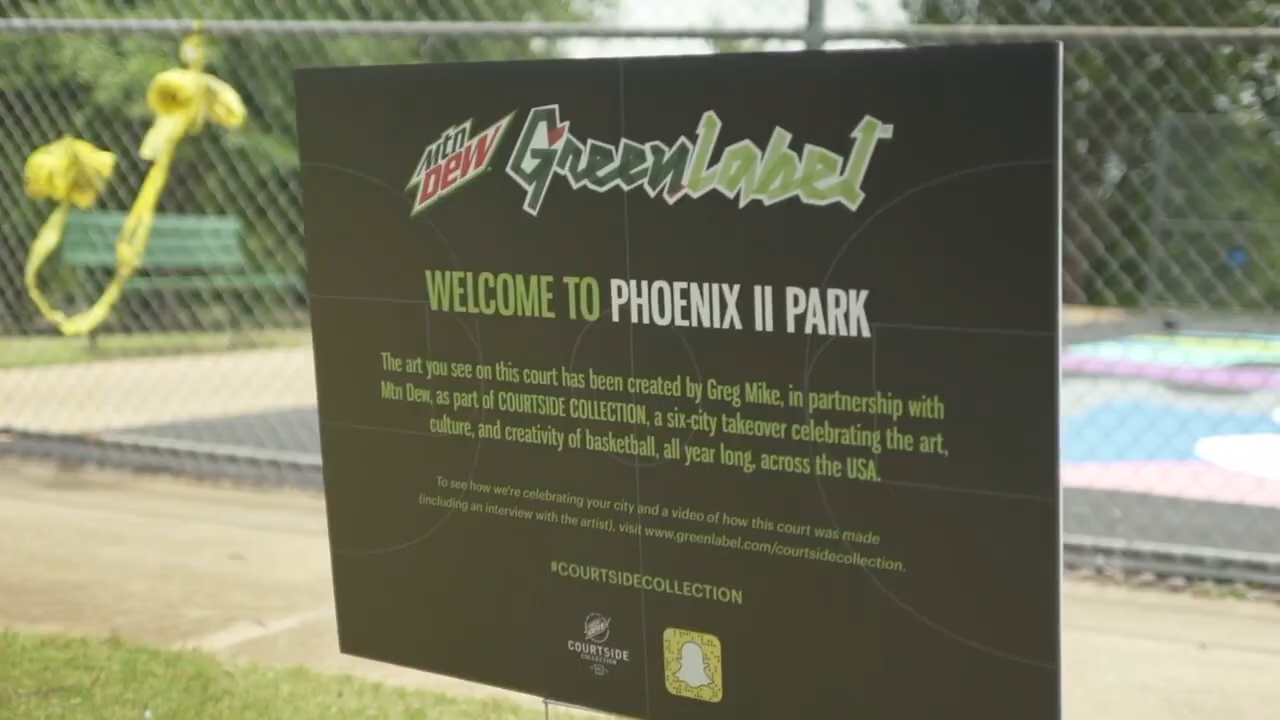 Mtn
DEW GreenLabel
WELCOME TO PHOENIX II PARK
The art you see on this court has been created by Greg Mike, in partnership with
Mtn Dew, as part of COURTSIDE COLLECTION, a six-city takeover celebrating the art,
culture, and creativity of basketball, all year long, across the USA.
To see how we're celebrating your city and a video of how this court was made
(including an interview with the artist), visit www.greenlabel.com/courtsidecollection.
#COURTSIDECOLLECTION
COURTSIDE
COLLECTION